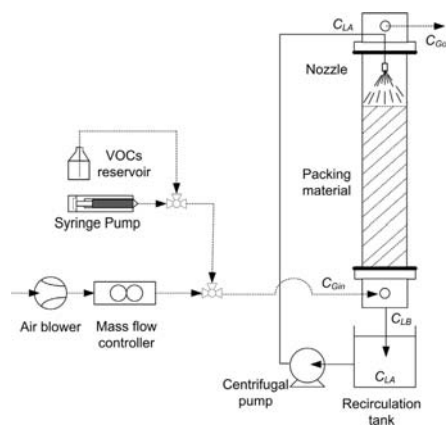 C_LA
C_Go
Nozzle
VOCs
reservoir
Packing
material
Syringe Pump
C_Gin
Air blower
Mass flow
controller
C_LB
Centrifugal
pump
C_LA
Recirculation
tank